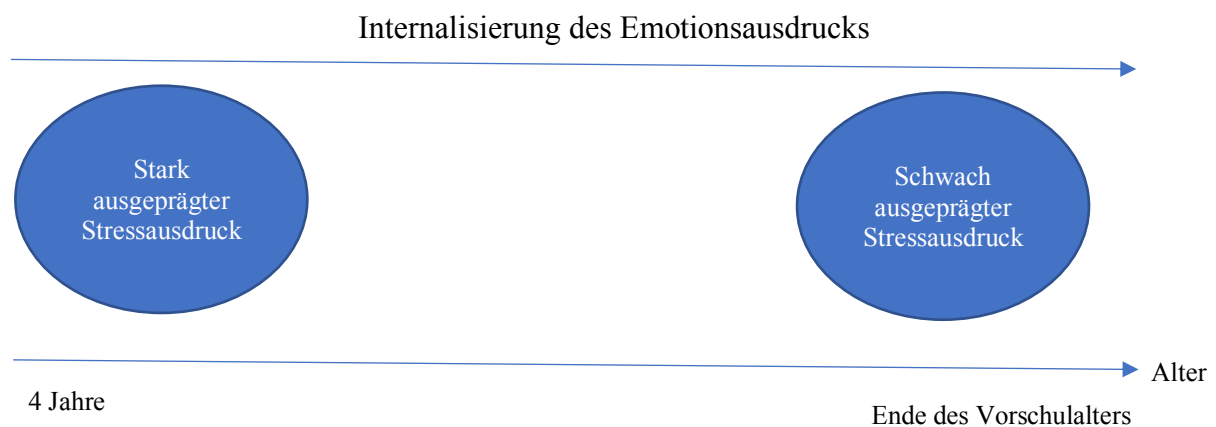 Internalisierung des Emotionsausdrucks
Stark
ausgeprägter
Stressausdruck
Schwach
ausgeprägter
Stressausdruck
Alter
4 Jahre
Ende des Vorschulalters